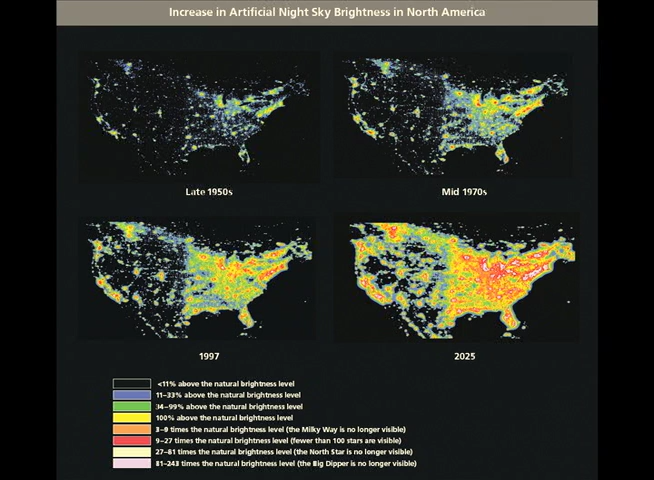 Increase in Artificial Night Sky Brightness in North America
Late 1950s
Mid 1970s
1997
2025
<11% above the natural brightness level
11–33% above the natural brightness level
34–99% above the natural brightness level
100% above the natural brightness level
3–9 times the natural brightness level (the Milky Way is no longer visible)
9–27 times the natural brightness level (fewer than 100 stars are visible)
27–81 times the natural brightness level (the North Star is no longer visible)
81–243 times the natural brightness level (the Big Dipper is no longer visible)